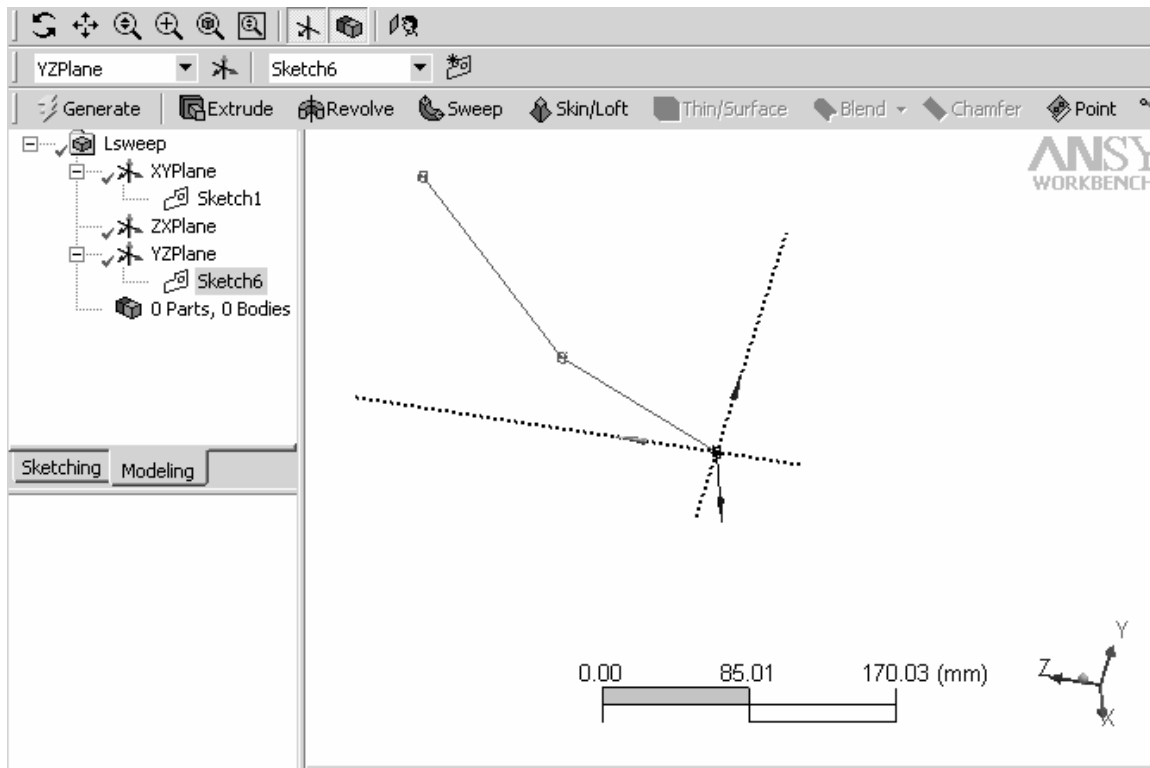 YZPlane Sketch6
Generate Extrude Revolve Sweep Skin/Loft Thin/Surface Blend Chamfer Point
Lsweep
XYPlane
Sketch1
ZXPlane
YZPlane
Sketch6
0 Parts, 0 Bodies
Sketching Modeling
ANSY
WORKBENCH
0.00 85.01 170.03 (mm)
Y
Z
X